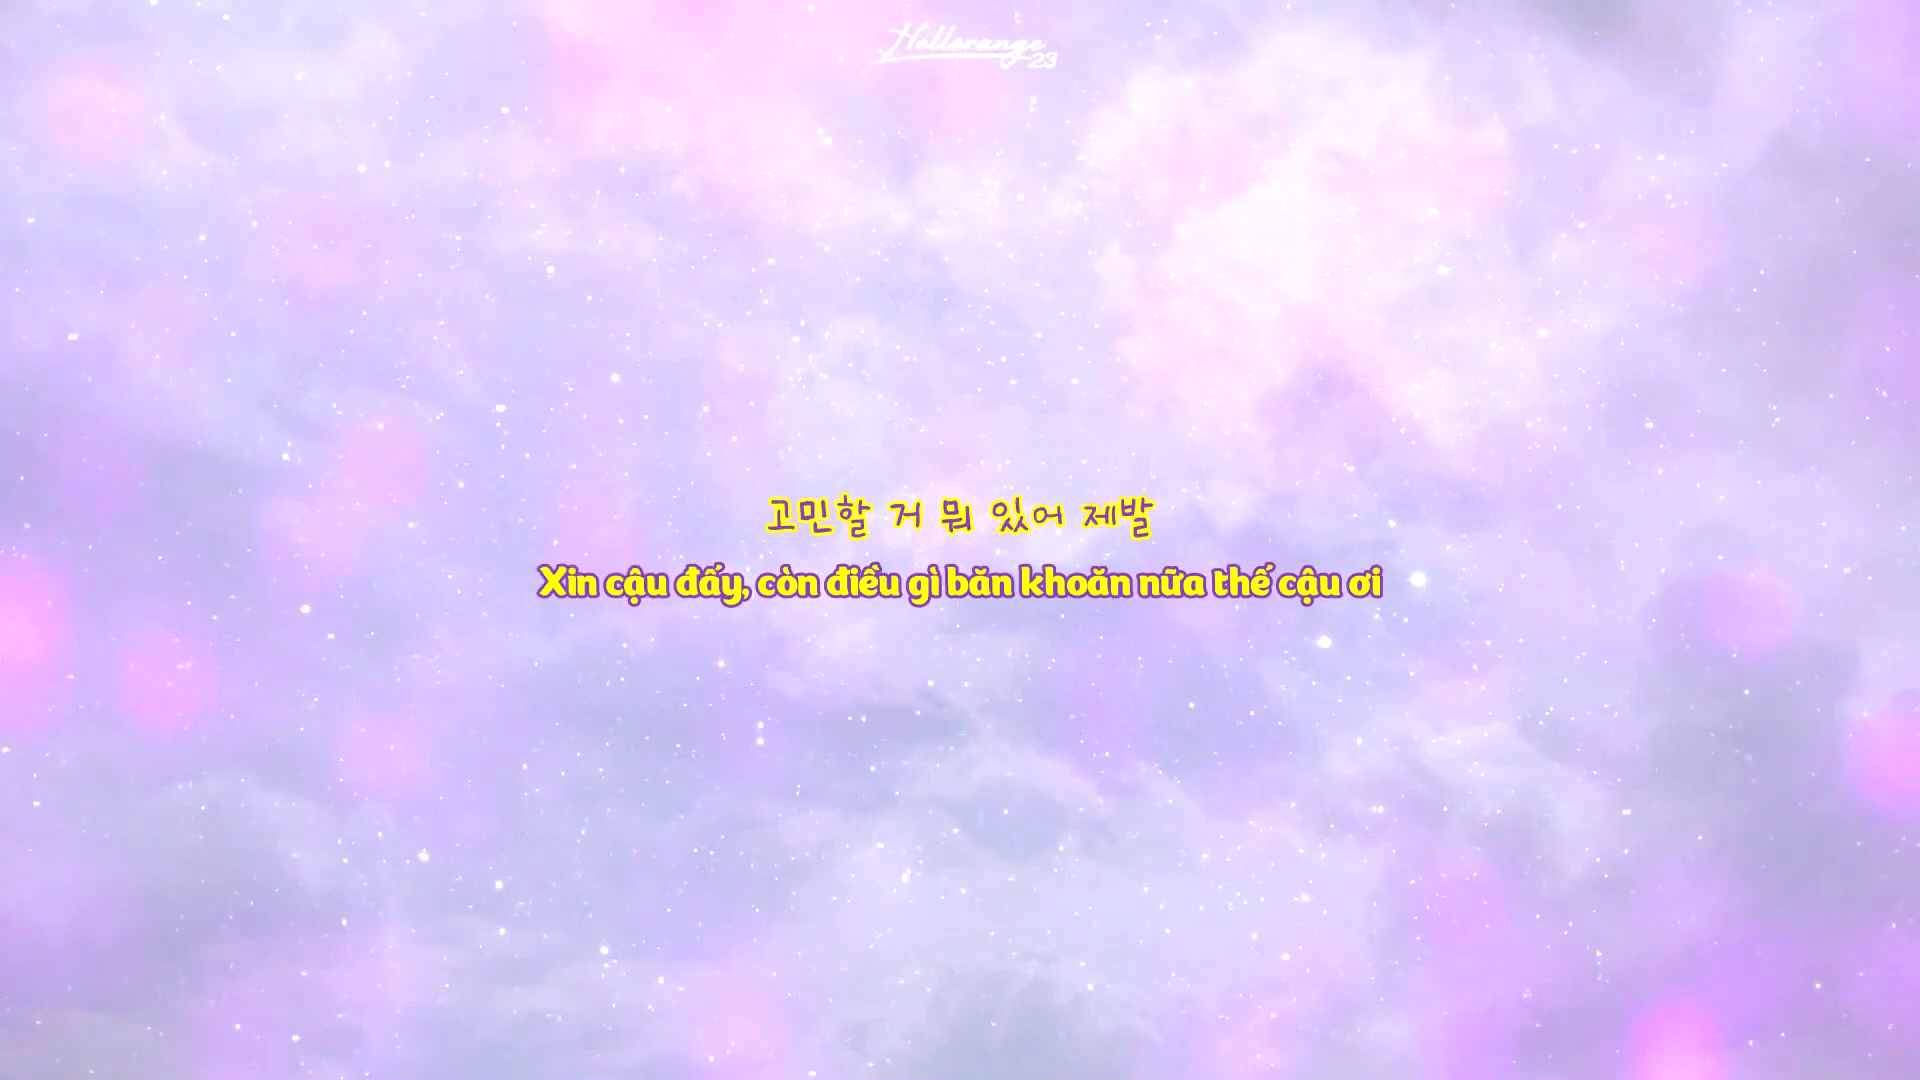 Hellorange
23
고민할 거 뭐 있어 제발
Xin cậu đấy, còn điều gì băn khoăn nữa thế cậu ơi